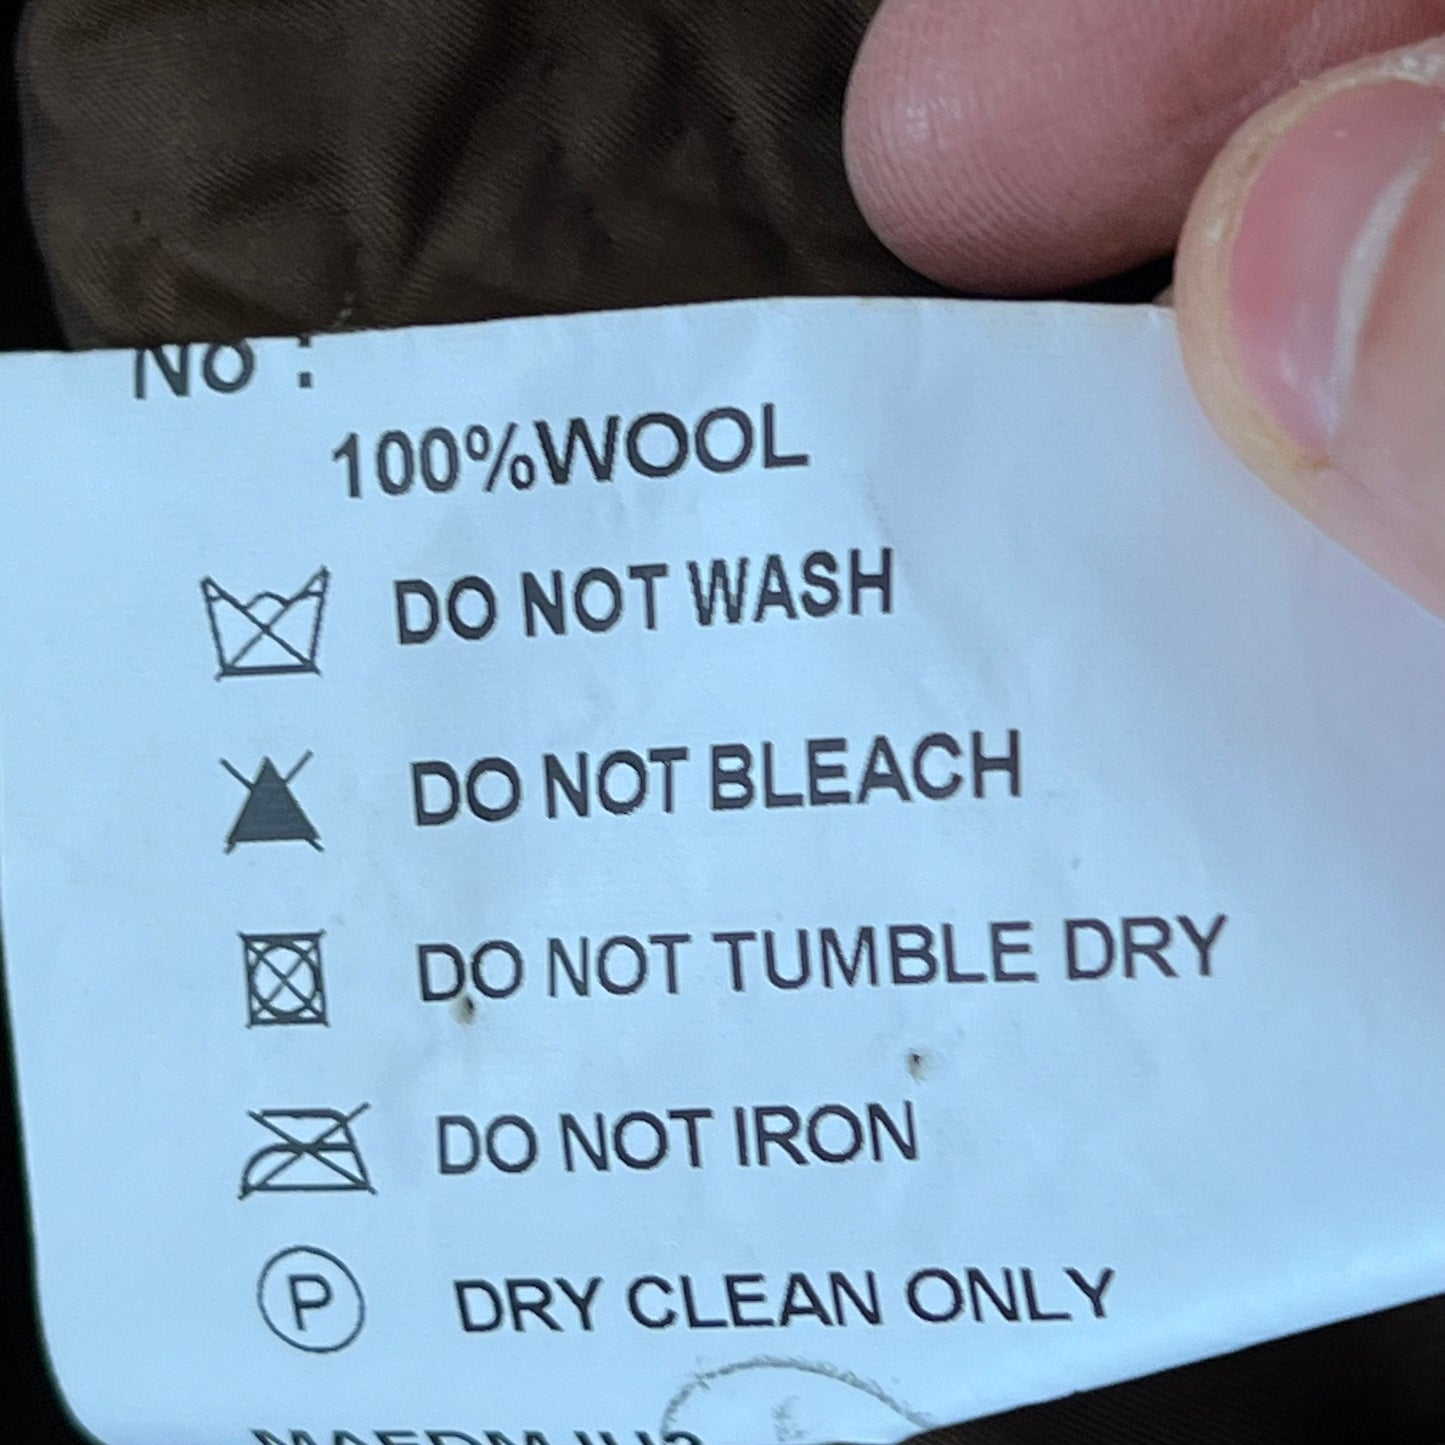 No :
100%WOOL
DO NOT WASH
DO NOT BLEACH
DO NOT TUMBLE DRY
DO NOT IRON
P DRY CLEAN ONLY